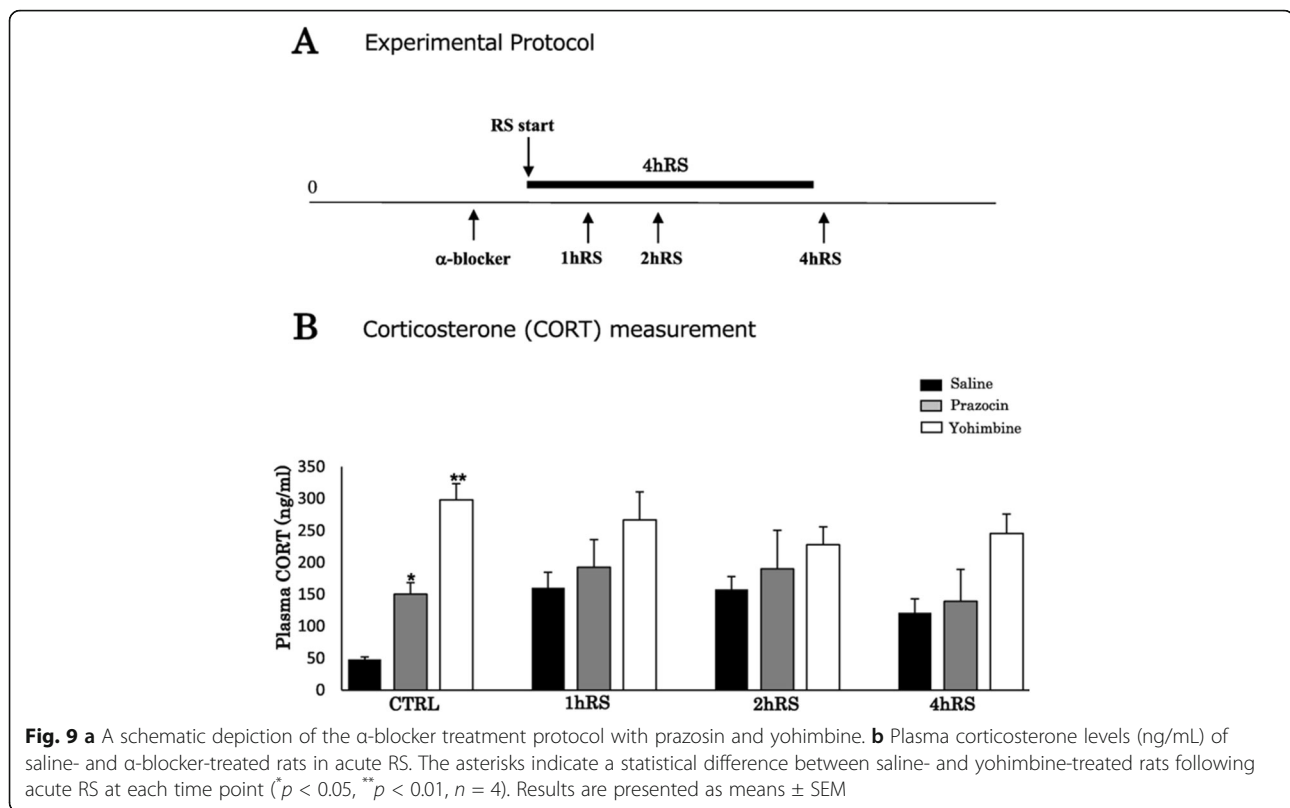 A Experimental Protocol
RS start
4hRS
0
α-blocker 1hRS 2hRS 4hRS
B Corticosterone (CORT) measurement
Saline
Prazocin
Yohimbine
Plasma CORT (ng/ml)
350
300
250
200
150
100
50
0
*
**
CTRL 1hRS 2hRS 4hRS
Fig. 9 a A schematic depiction of the α-blocker treatment protocol with prazosin and yohimbine. b Plasma corticosterone levels (ng/mL) of
saline- and α-blocker-treated rats in acute RS. The asterisks indicate a statistical difference between saline- and yohimbine-treated rats following
acute RS at each time point (*p < 0.05, **p < 0.01, n = 4). Results are presented as means ± SEM